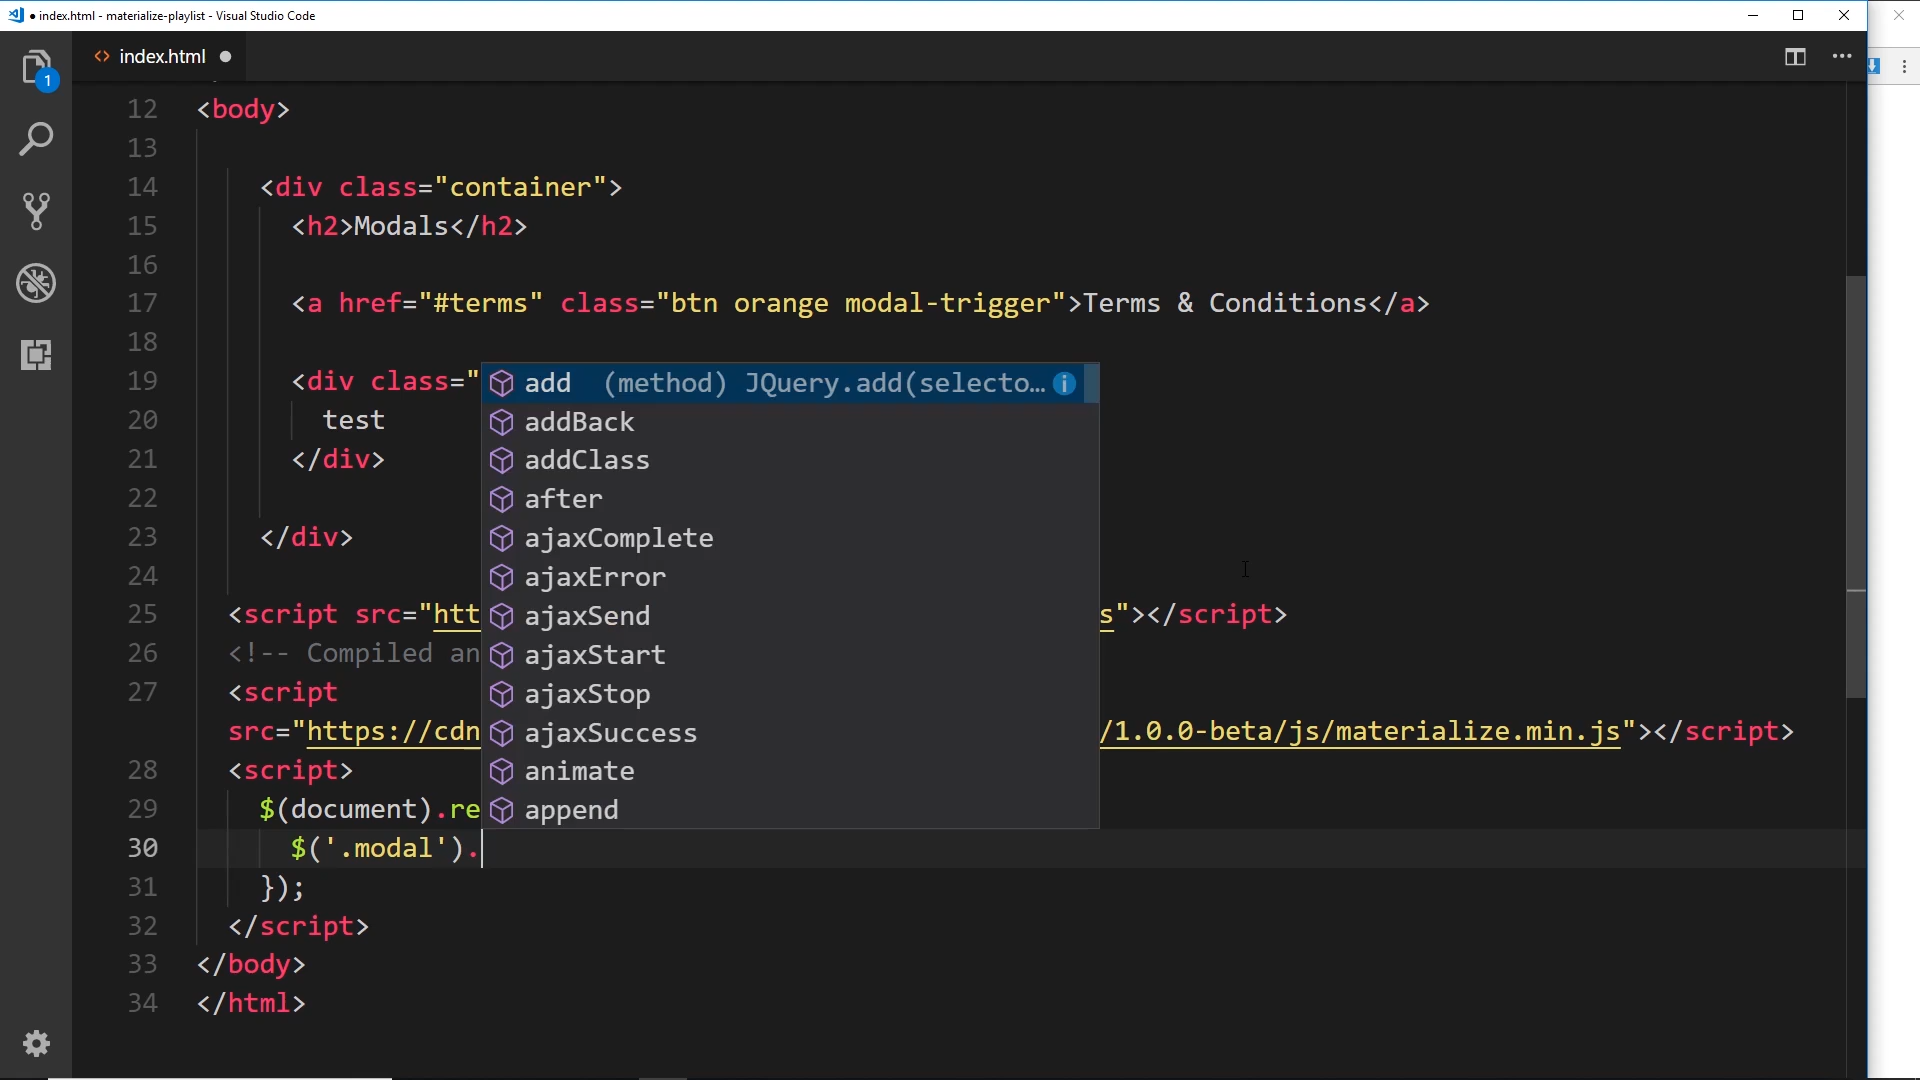 ● index.html - materialize-playlist - Visual Studio Code
<> index.html ●
1
12 <body>
13
14 <div class="container">
15 <h2>Modals</h2>
16
17 <a href="#terms" class="btn orange modal-trigger">Terms & Conditions</a>
18
19 <div class="
20 test
21 </div>
22
23 </div>
24
25 <script src="htt s"></script>
26 <!-- Compiled an
27 <script
src="https://cdn /1.0.0-beta/js/materialize.min.js"></script>
28 <script>
29 $(document).re
30 $('.modal').
31 });
32 </script>
33 </body>
34 </html>
add (method) JQuery.add(selecto…
addBack
addClass
after
ajaxComplete
ajaxError
ajaxSend
ajaxStart
ajaxStop
ajaxSuccess
animate
append